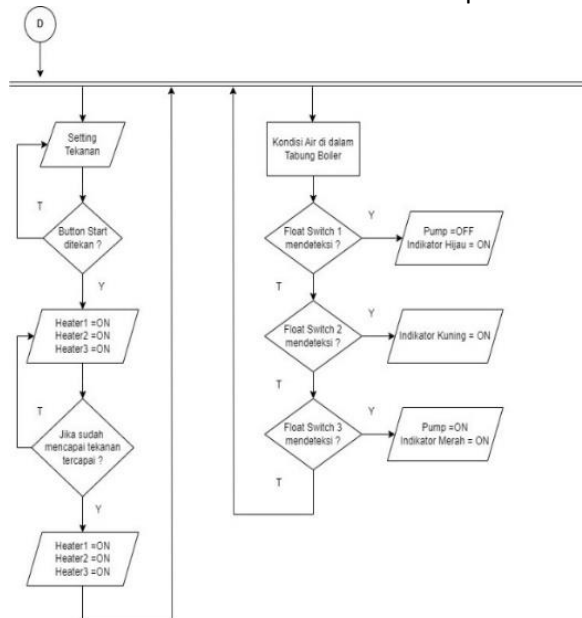 D
Setting
Tekanan
T
Button Start
ditekan ?
Y
Heater1 =ON
Heater2 =ON
Heater3 =ON
T
Jika sudah
mencapai tekanan
tercapai ?
Y
Heater1 =ON
Heater2 =ON
Heater3 =ON
Kondisi Air di dalam
Tabung Boiler
Float Switch 1
mendeteksi ?
Y
Pump =OFF
Indikator Hijau = ON
T
Float Switch 2
mendeteksi ?
Y
Indikator Kuning = ON
T
Float Switch 3
mendeteksi ?
Y
Pump =ON
Indikator Merah = ON
T